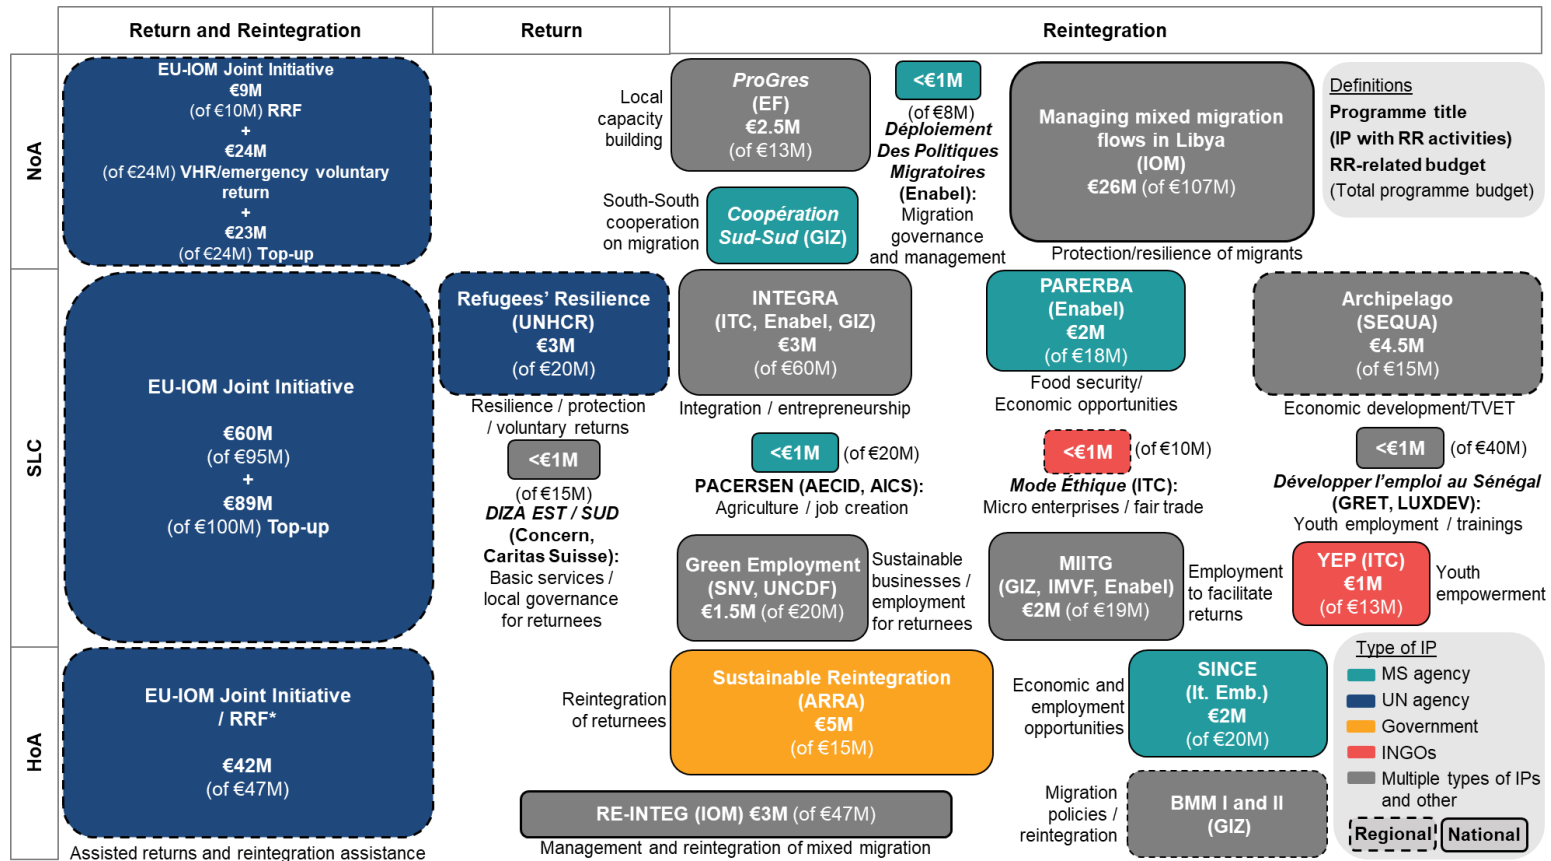 Return and Reintegration
Return
Reintegration
NoA
EU-IOM Joint Initiative
€9M
(of €10M) RRF
+
€24M
(of €24M) VHR/emergency voluntary
return
+
€23M
(of €24M) Top-up
Local
capacity
building
ProGres
(EF)
€2.5M
(of €13M)
<€1M
(of €8M)
Déploiement
Des Politiques
Migratoires
(Enabel):
Migration
governance
and management
Managing mixed migration
flows in Libya
(IOM)
€26M (of €107M)
Protection/resilience of migrants
South-South
cooperation
on migration
Coopération
Sud-Sud (GIZ)
Definitions
Programme title
(IP with RR activities)
RR-related budget
(Total programme budget)
SLC
EU-IOM Joint Initiative
€60M
(of €95M)
+
€89M
(of €100M) Top-up
Refugees’ Resilience
(UNHCR)
€3M
(of €20M)
Resilience / protection
/ voluntary returns
<€1M
(of €15M)
DIZA EST / SUD
(Concern,
Caritas Suisse):
Basic services /
local governance
for returnees
INTEGRA
(ITC, Enabel, GIZ)
€3M
(of €60M)
Integration / entrepreneurship
PARERBA
(Enabel)
€2M
(of €18M)
Food security/
Economic opportunities
Archipelago
(SEQUA)
€4.5M
(of €15M)
Economic development/TVET
<€1M (of €20M)
PACERSEN (AECID, AICS):
Agriculture / job creation
<€1M (of €10M)
Mode Éthique (ITC):
Micro enterprises / fair trade
<€1M (of €40M)
Développer l’emploi au Sénégal
(GRET, LUXDEV):
Youth employment / trainings
Green Employment
(SNV, UNCDF)
€1.5M (of €20M)
Sustainable
businesses /
employment
for returnees
MIITG
(GIZ, IMVF, Enabel)
€2M (of €19M)
Employment
to facilitate
returns
YEP (ITC)
€1M
(of €13M)
Youth
empowerment
HoA
EU-IOM Joint Initiative
/ RRF*
€42M
(of €47M)
Assisted returns and reintegration assistance
Reintegration
of returnees
Sustainable Reintegration
(ARRA)
€5M
(of €15M)
Economic and
employment
opportunities
SINCE
(It. Emb.)
€2M
(of €20M)
RE-INTEG (IOM) €3M (of €47M)
Management and reintegration of mixed migration
Migration
policies /
reintegration
BMM I and II
(GIZ)
Type of IP
MS agency
UN agency
Government
INGOs
Multiple types of IPs
and other
Regional
National